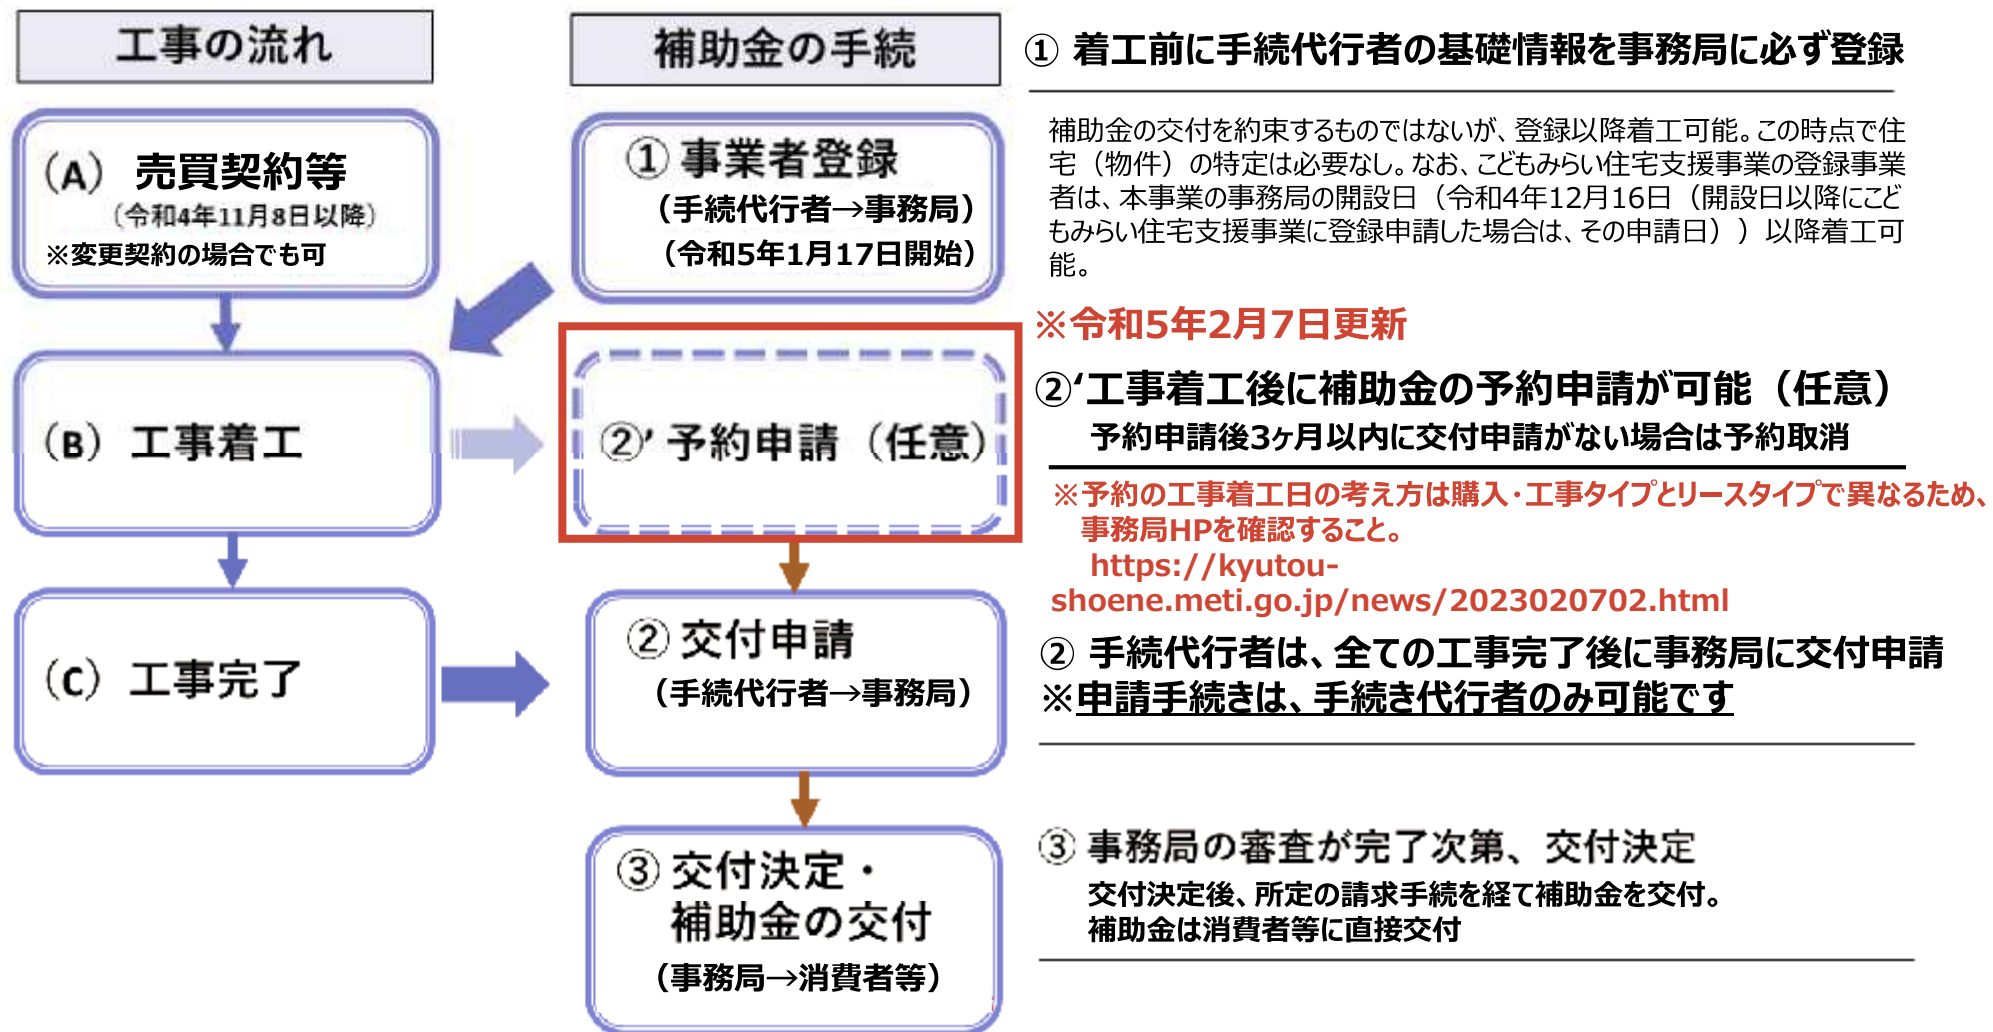 工事の流れ
(A) 売買契約等
（令和4年11月8日以降）
※変更契約の場合でも可
(B) 工事着工
(C) 工事完了
補助金の手続
① 事業者登録
（手続代行者→事務局）
（令和5年1月17日開始）
②’ 予約申請（任意）
② 交付申請
（手続代行者→事務局）
③ 交付決定・
補助金の交付
（事務局→消費者等）
① 着工前に手続代行者の基礎情報を事務局に必ず登録
補助金の交付を約束するものではないが、登録以降着工可能。この時点で住
宅（物件）の特定は必要なし。なお、こどもみらい住宅支援事業の登録事業
者は、本事業の事務局の開設日（令和4年12月16日（開設日以降にこど
もみらい住宅支援事業に登録申請した場合は、その申請日））以降着工可
能。
※令和5年2月7日更新
②‘工事着工後に補助金の予約申請が可能（任意）
予約申請後3ヶ月以内に交付申請がない場合は予約取消
※予約の工事着工日の考え方は購入・工事タイプとリースタイプで異なるため、
事務局HPを確認すること。
https://kyutou-
shoene.meti.go.jp/news/2023020702.html
② 手続代行者は、全ての工事完了後に事務局に交付申請
※申請手続きは、手続き代行者のみ可能です
③ 事務局の審査が完了次第、交付決定
交付決定後、所定の請求手続を経て補助金を交付。
補助金は消費者等に直接交付